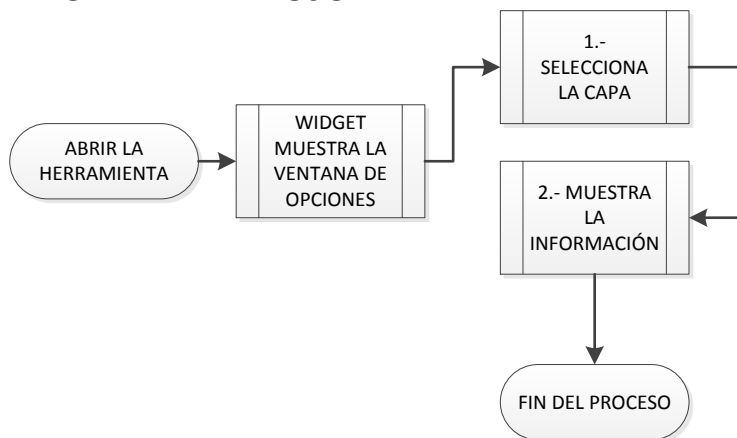 ABRIR LA
HERRAMIENTA
WIDGET
MUESTRA LA
VENTANA DE
OPCIONES
1.-
SELECCIONA
LA CAPA
2.- MUESTRA
LA
INFORMACIÓN
FIN DEL PROCESO